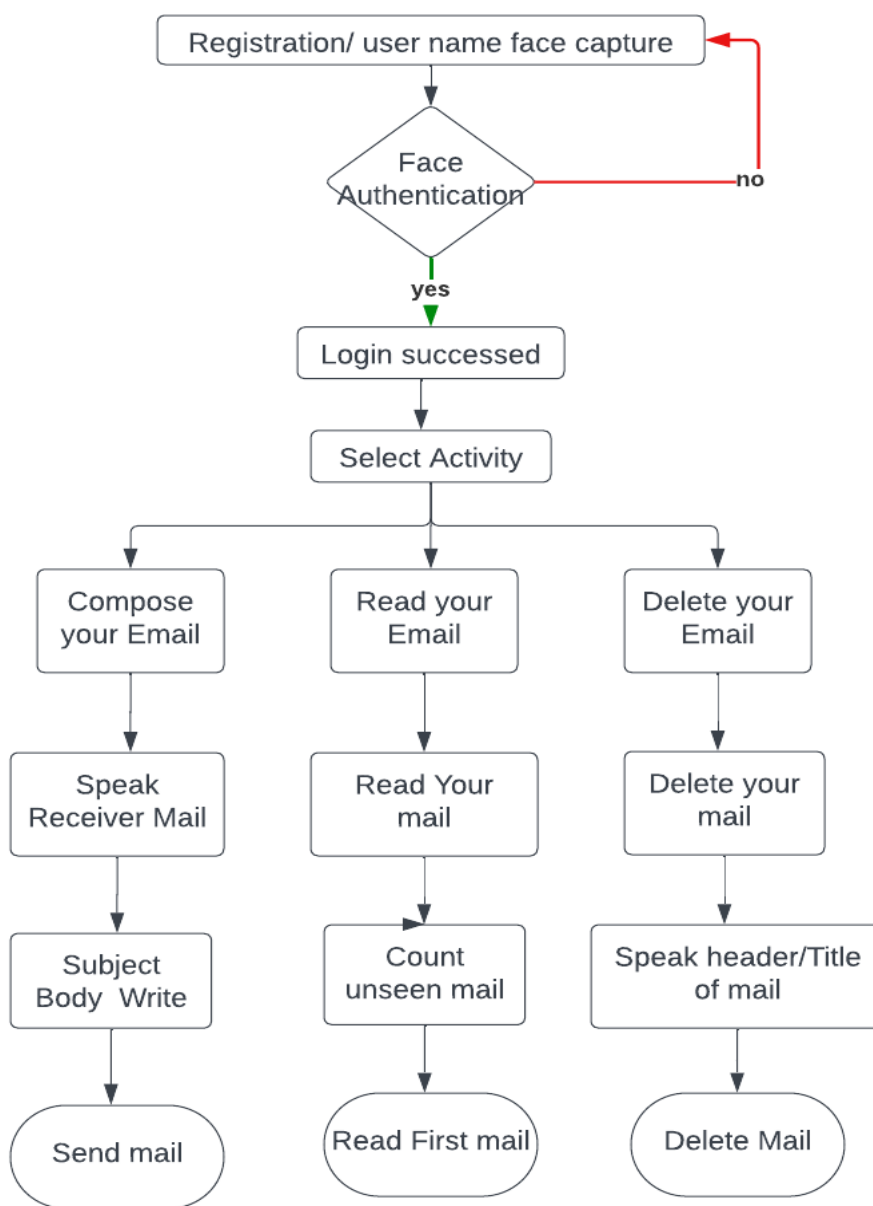 Registration/ user name face capture
Face
Authentication
no
yes
Login successed
Select Activity
Compose
your Email
Read your
Email
Delete your
Email
Speak
Receiver Mail
Read Your
mail
Delete your
mail
Subject
Body  Write
Count
unseen mail
Speak header/Title
of mail
Send mail
Read First mail
Delete Mail